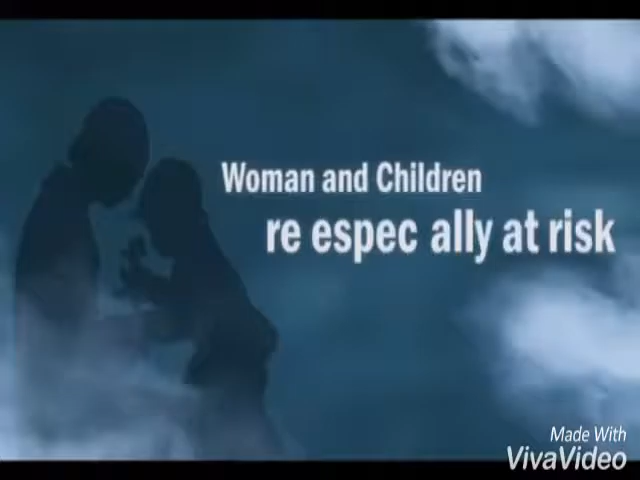 Woman and Children
re espec ally at risk
Made With
VivaVideo